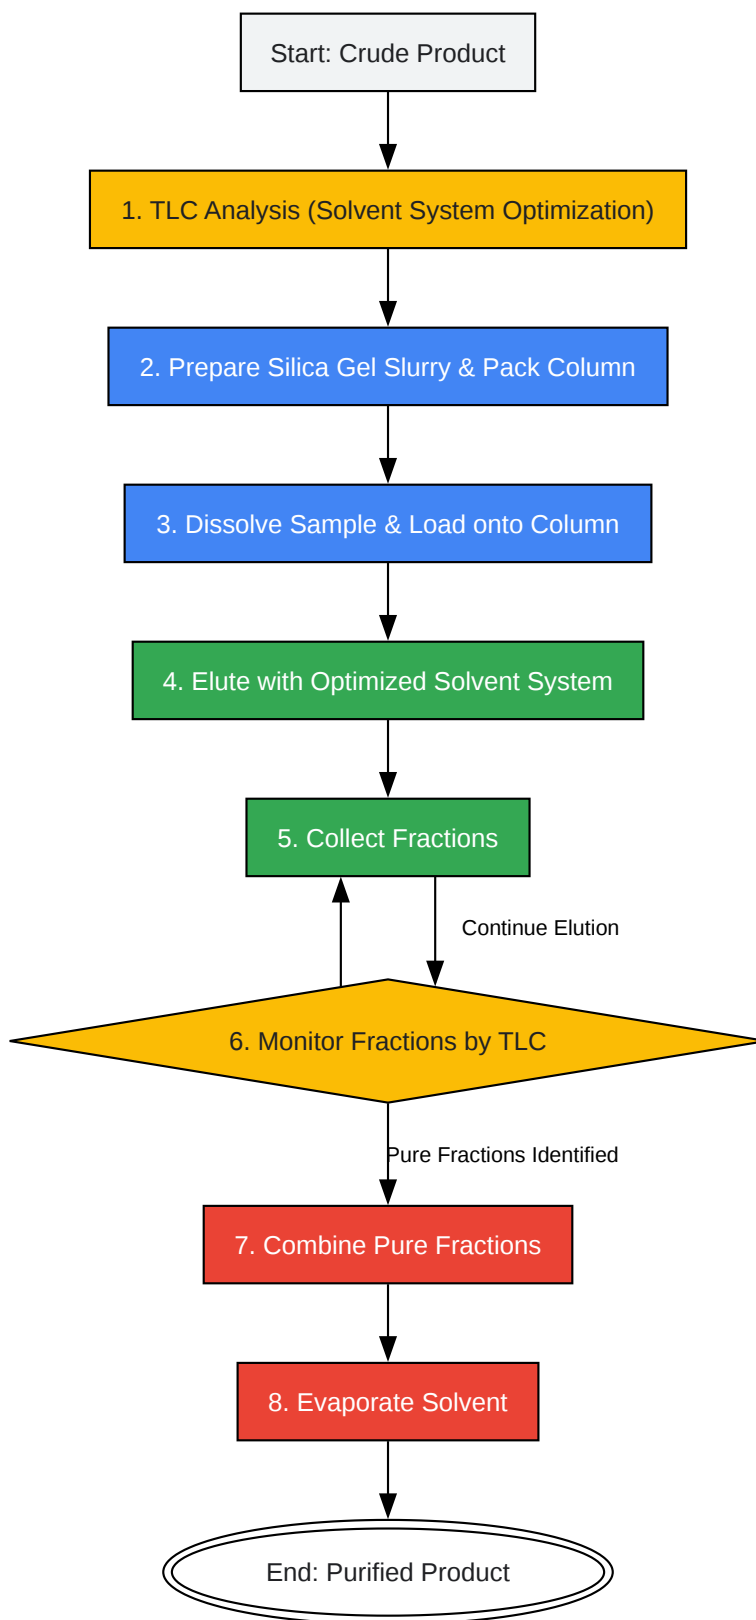 Start: Crude Product
1. TLC Analysis (Solvent System Optimization)
2. Prepare Silica Gel Slurry & Pack Column
3. Dissolve Sample & Load onto Column
4. Elute with Optimized Solvent System
5. Collect Fractions
Continue Elution
6. Monitor Fractions by TLC
Pure Fractions Identified
7. Combine Pure Fractions
8. Evaporate Solvent
End: Purified Product